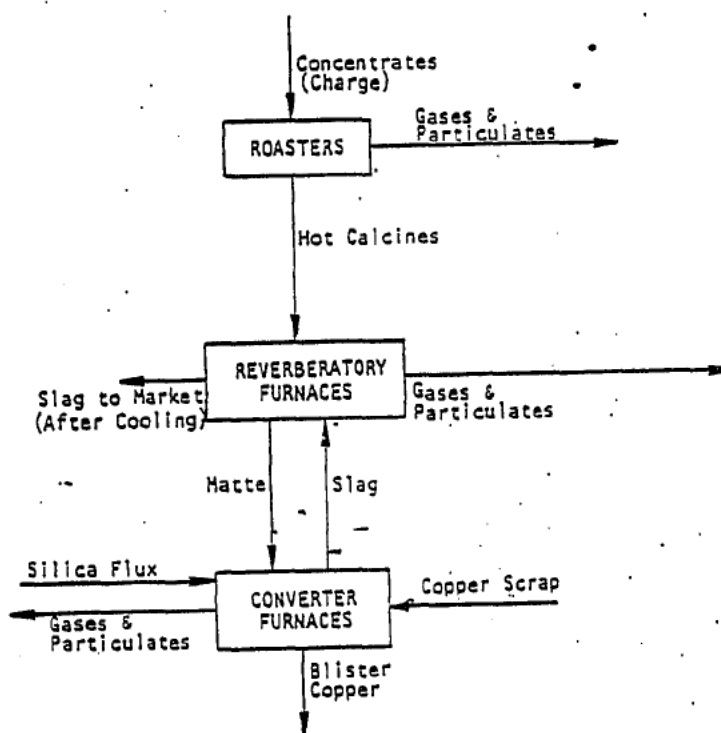 Concentrates
(Charge)
Gases &
Particulates
ROASTERS
Hot Calcines
REVERBERATORY
FURNACES
Slag to Market
(After Cooling)
Gases &
Particulates
Matte
Slag
Silica Flux
Copper Scrap
CONVERTER
FURNACES
Gases &
Particulates
Blister
Copper